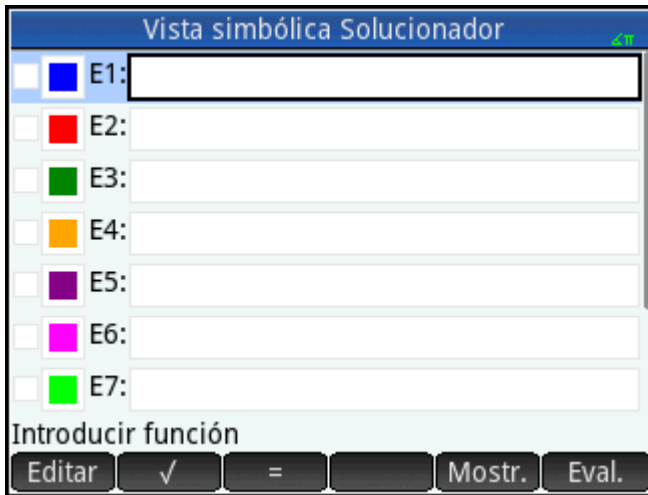 Vista simbólica Solucionador
∠π
E1:
E2:
E3:
E4:
E5:
E6:
E7:
Introducir función
Editar √ = Mostr. Eval.